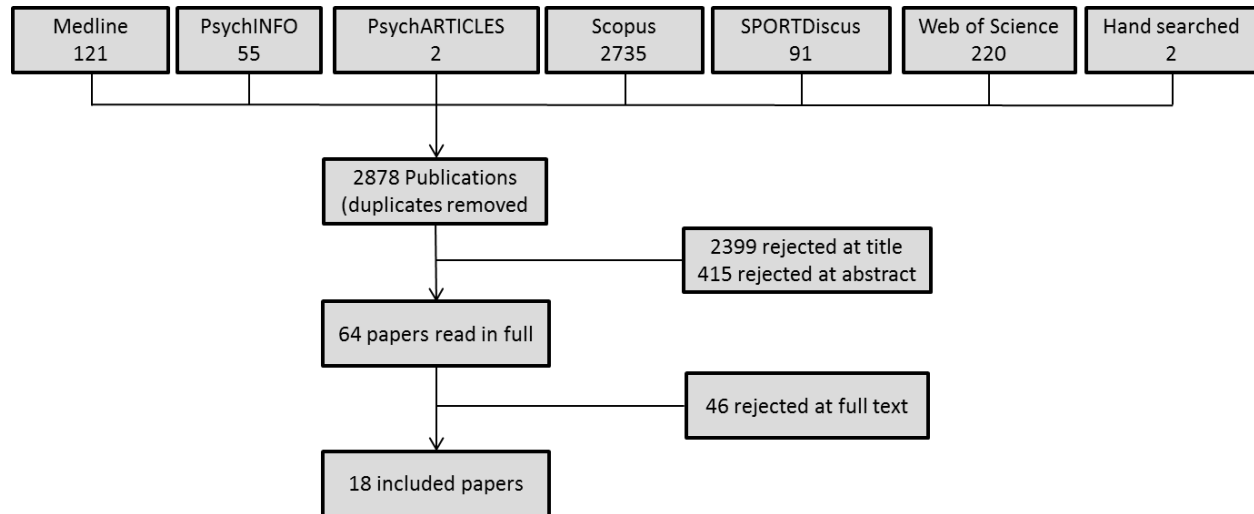 Medline
121
PsychINFO
55
PsychARTICLES
2
Scopus
2735
SPORTDiscus
91
Web of Science
220
Hand searched
2
2878 Publications
(duplicates removed
2399 rejected at title
415 rejected at abstract
64 papers read in full
46 rejected at full text
18 included papers